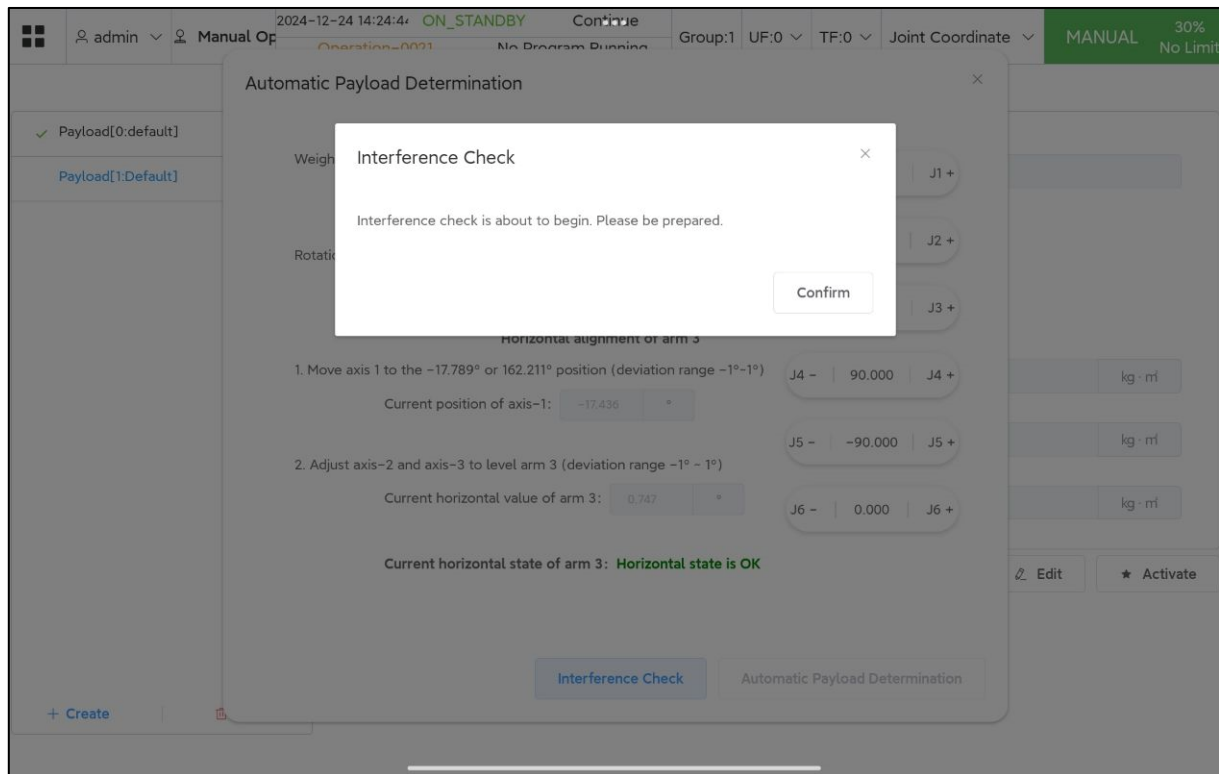 2024-12-24 14:24:44 ON_STANDBY Continue
admin Manual Op Group:1 UF:0 TF:0 Joint Coordinate MANUAL 30%
No Limit
Operation-0021 No Program Running
Automatic Payload Determination
Payload[0:default]
Payload[1:Default]
Weigh
Interference Check
J1 +
Interference check is about to begin. Please be prepared.
J2 +
Confirm
J3 +
Horizontal alignment of arm 3
1. Move axis 1 to the -17.789° or 162.211° position (deviation range -1°-1°)
J4 - 90.000 J4 +
kg · m²
Current position of axis-1: -17.436 °
J5 - -90.000 J5 +
kg · m²
2. Adjust axis-2 and axis-3 to level arm 3 (deviation range -1° - 1°)
Current horizontal value of arm 3: 0.747 °
J6 - 0.000 J6 +
kg · m²
Current horizontal state of arm 3: Horizontal state is OK
Edit Activate
Interference Check Automatic Payload Determination
+ Create